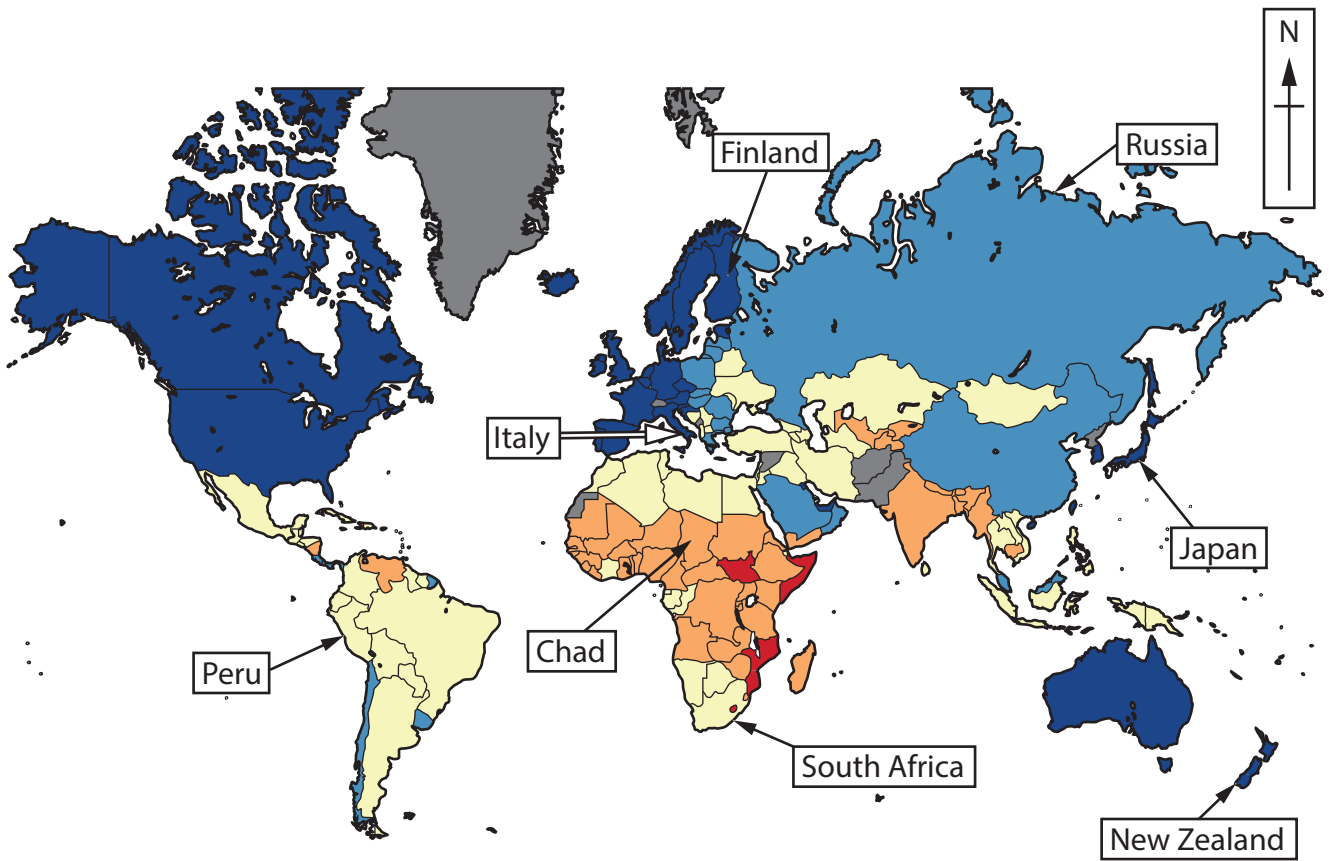 N
Finland
Russia
Italy
Japan
Chad
Peru
South Africa
New Zealand